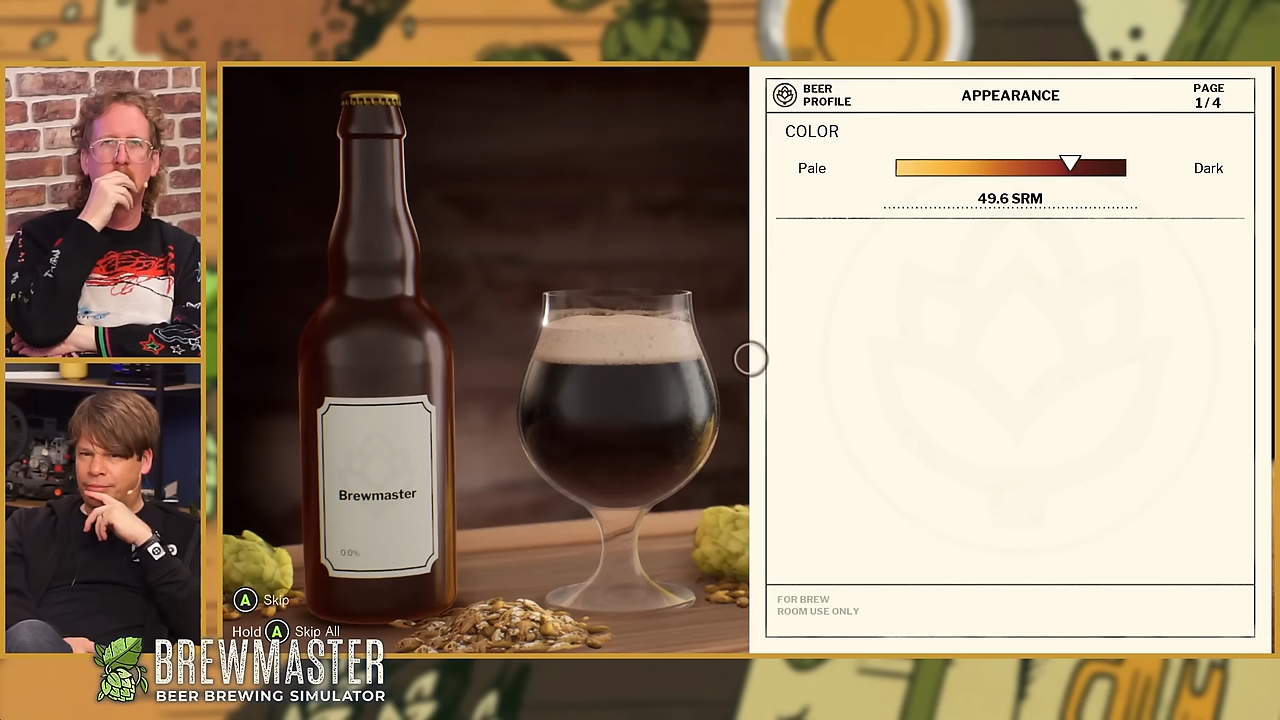 BEER
PROFILE
APPEARANCE
PAGE
1/4
COLOR
Pale
Dark
49.6 SRM
Brewmaster
0.0%
A Skip
Hold A Skip All
FOR BREW
ROOM USE ONLY
BREWMASTER
BEER BREWING SIMULATOR